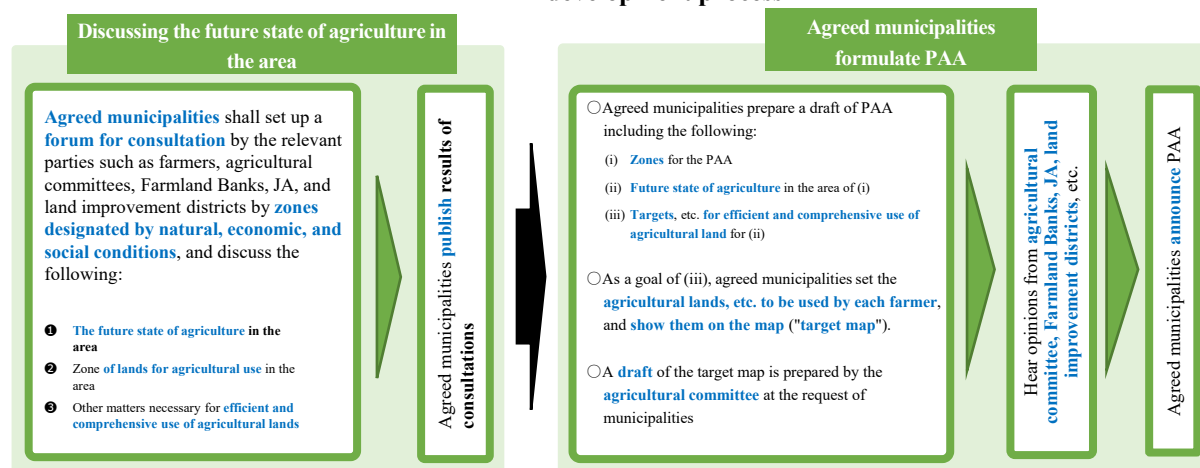 development process
Discussing the future state of agriculture in
the area
Agreed municipalities shall set up a
forum for consultation by the relevant
parties such as farmers, agricultural
committees, Farmland Banks, JA, and
land improvement districts by zones
designated by natural, economic, and
social conditions, and discuss the
following:
❶ The future state of agriculture in the
area
❷ Zone of lands for agricultural use in the
area
❸ Other matters necessary for efficient and
comprehensive use of agricultural lands
Agreed municipalities publish results of
consultations
Agreed municipalities
formulate PAA
○Agreed municipalities prepare a draft of PAA
including the following:
(i) Zones for the PAA
(ii) Future state of agriculture in the area of (i)
(iii) Targets, etc. for efficient and comprehensive use of
agricultural land for (ii)
○As a goal of (iii), agreed municipalities set the
agricultural lands, etc. to be used by each farmer,
and show them on the map ("target map").
○A draft of the target map is prepared by the
agricultural committee at the request of
municipalities
Hear opinions from agricultural
committee, Farmland Banks, JA, land
improvement districts, etc.
Agreed municipalities announce PAA